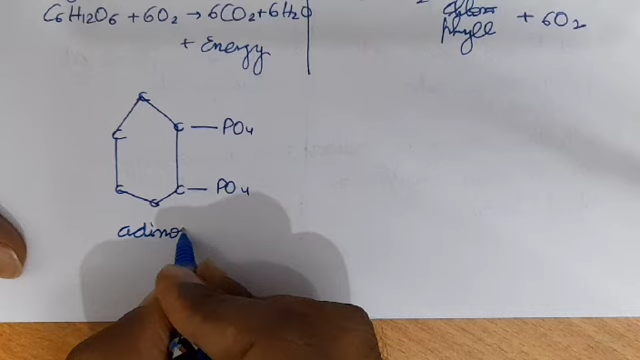 C6H12O6 + 6O2 → 6CO2+6H2O
+ Energy
phyll + 6O2
C
C C — PO4
C C — PO4
C
adino